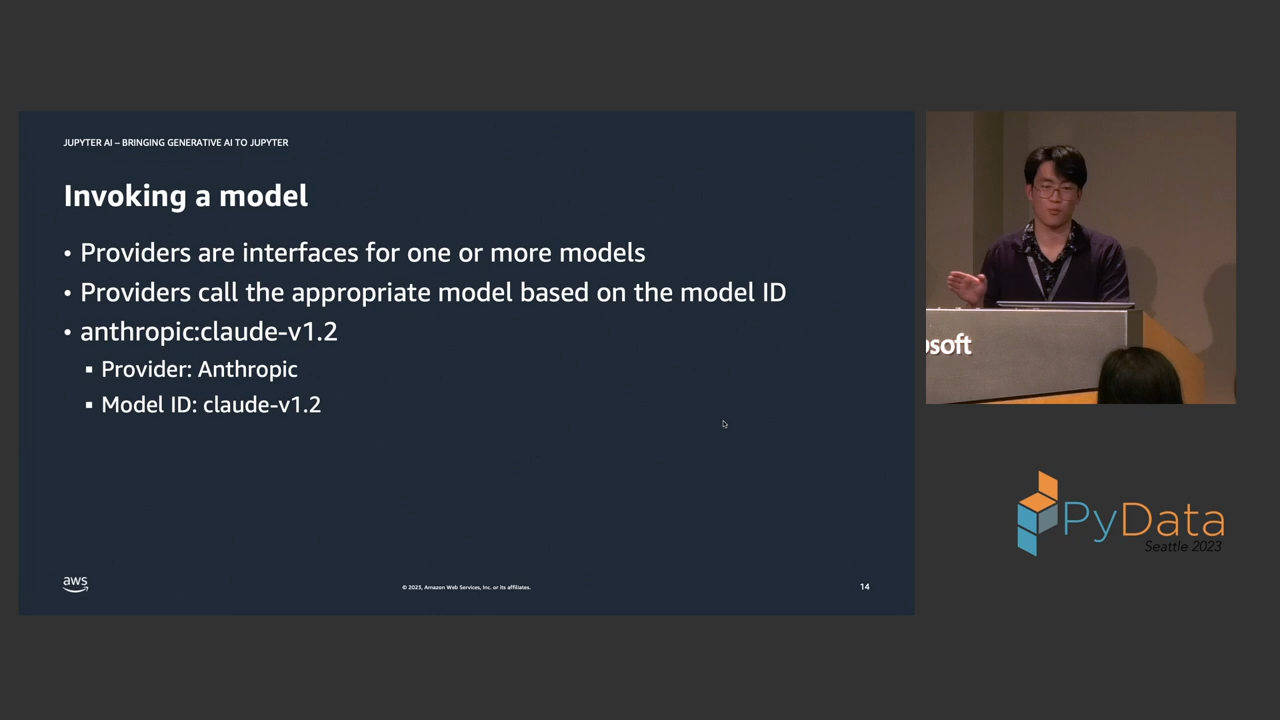 JUPYTER AI – BRINGING GENERATIVE AI TO JUPYTER
Invoking a model
• Providers are interfaces for one or more models
• Providers call the appropriate model based on the model ID
• anthropic:claude-v1.2
▪ Provider: Anthropic
▪ Model ID: claude-v1.2
aws
© 2023, Amazon Web Services, Inc. or its affiliates.
14
osoft
PyData
Seattle 2023